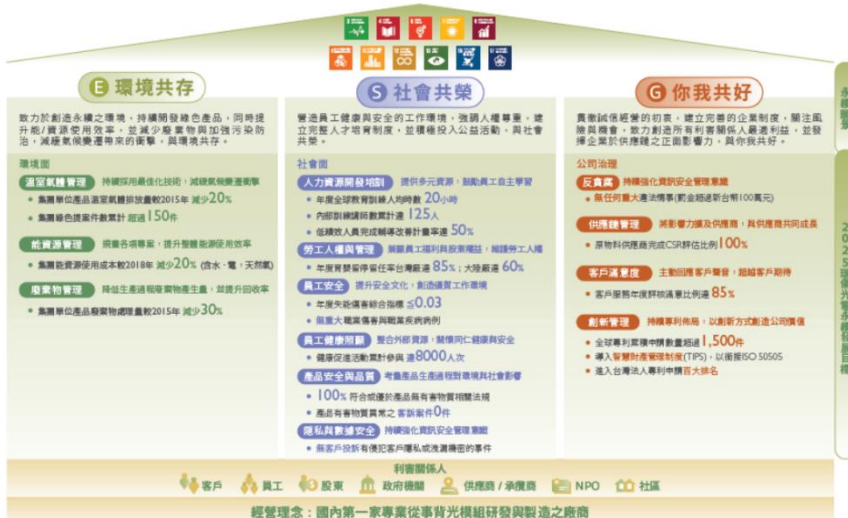 E 環境共存
致力於創造永續之環境，持續開發綠色產品，同時提
升能/資源使用效率，並減少廢棄物與加強污染防
治，減緩氣候變遷帶來的衝擊，與環境共存。
環境面
溫室氣體管理 持續採用最佳化技術，減緩氣候變遷衝擊
• 集團單位產品溫室氣體排放量較2015年 減少20%
• 集團綠色提案件數累計 超過150件
能資源管理 規畫各項專案，提升整體能源使用效率
• 集團能資源使用成本較2018年 減少20% (含水、電，天然氣)
廢棄物管理 降低生產過程廢棄物產生量，並提升回收率
• 集團單位產品廢棄物處理量較2015年 減少30%
S 社會共榮
營造員工健康與安全的工作環境，強調人權尊重，建
立完整人才培育制度，並積極投入公益活動，與社會
共榮。
社會面
人力資源開發培訓 提供多元資源，鼓勵員工自主學習
• 年度全球教育訓練人均時數 20小時
• 內部訓練講師數累計達 125人
• 低績效人員完成輔導改善計畫率達 50%
勞工人權與管理 兼顧員工福利與股東權益，維護勞工人權
• 年度育嬰留停留任率台灣廠達 85%；大陸廠達 60%
員工安全 提升安全文化，創造優質工作環境
• 年度失能傷害綜合指標 ≦0.03
• 無重大職業傷害與職業疾病病例
員工健康照顧 整合外部資源，關懷同仁健康與安全
• 健康促進活動累計參與 達8000人次
產品安全與品質 考量產品生產過程對環境與社會影響
• 100% 符合或優於產品無有害物質相關法規
• 產品有害物質異常之 客訴案件0件
隱私與數據安全 持續強化資訊安全管理意識
• 無客戶投訴有侵犯客戶隱私或洩漏機密的事件
G 你我共好
貫徹誠信經營的初衷，建立完善的企業制度，關注風
險與機會，致力創造所有利害關係人最適利益，並發
揮企業於供應鏈之正面影響力，與你我共好。
公司治理
反貪腐 持續強化資訊安全管理意識
• 無任何重大違法情事(罰金超過新台幣100萬元)
供應鏈管理 將影響力擴及供應商，與供應商共同成長
• 原物料供應商完成CSR評估比例100%
客戶滿意度 主動回應客戶聲音，超越客戶期待
• 客戶服務年度評核滿意比例達 85%
創新管理 持續專利佈局，以創新方式創造公司價值
• 全球專利累積申請數量超過1,500件
• 導入智慧財產管理制度(TIPS)，以銜接ISO 50505
• 進入台灣法人專利申請百大排名
永續願景
利害關係人
客戶 員工 股東 政府機關 供應商 / 承攬商 NPO 社區
經營理念：國內第一家專業從事背光模組研發與製造之廠商